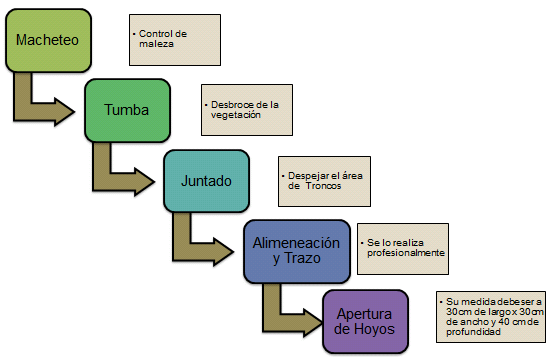 Macheteo
• Control de
maleza
Tumba
• Desbroce de la
vegetación
Juntado
• Despejar el área
de Troncos
Alimeneación
y Trazo
• Se lo realiza
profesionalmente
Apertura
de Hoyos
• Su medida debeser a
30cm de largo x 30cm
de ancho y 40 cm de
profundidad